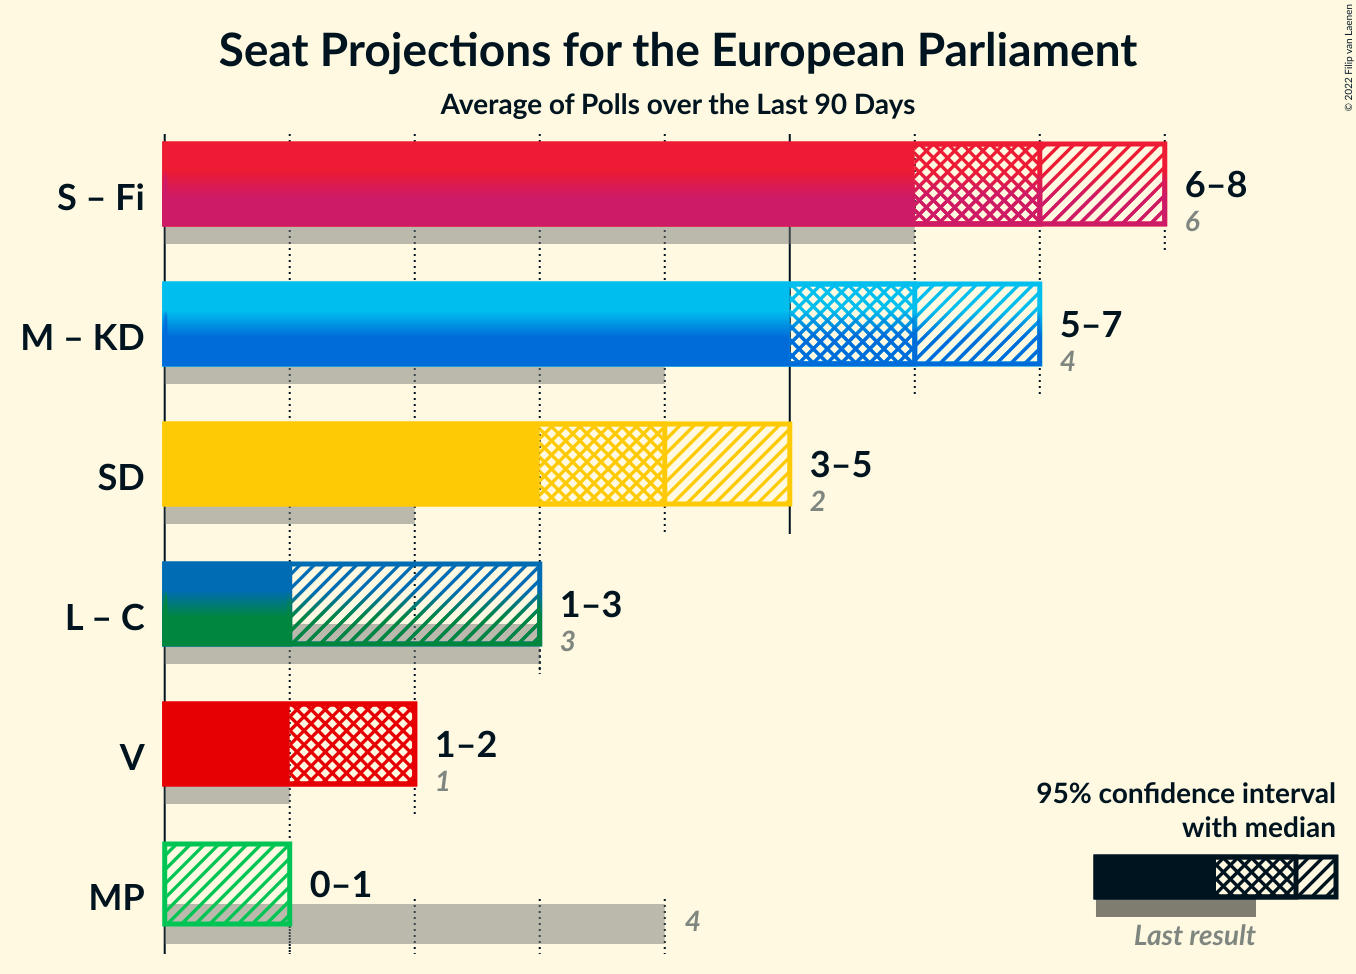 Seat Projections for the European Parliament
Average of Polls over the Last 90 Days
© 2022 Filip van Laenen
S – Fi
6–8
6
M – KD
5–7
4
SD
3–5
2
L – C
1–3
3
V
1–2
1
MP
0–1
4
95% confidence interval
with median
Last result